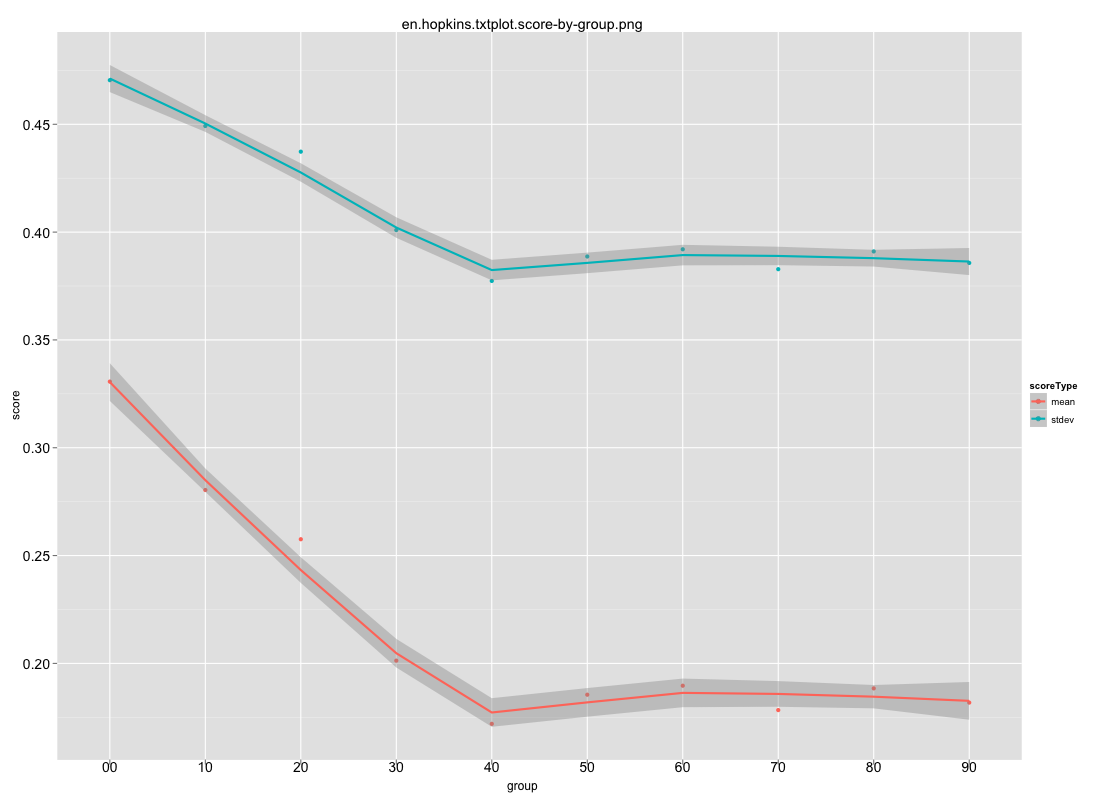 en.hopkins.txtplot.score-by-group.png
0.45
0.40
0.35
0.30
0.25
0.20
score
00 10 20 30 40 50 60 70 80 90
group
scoreType
mean
stdev